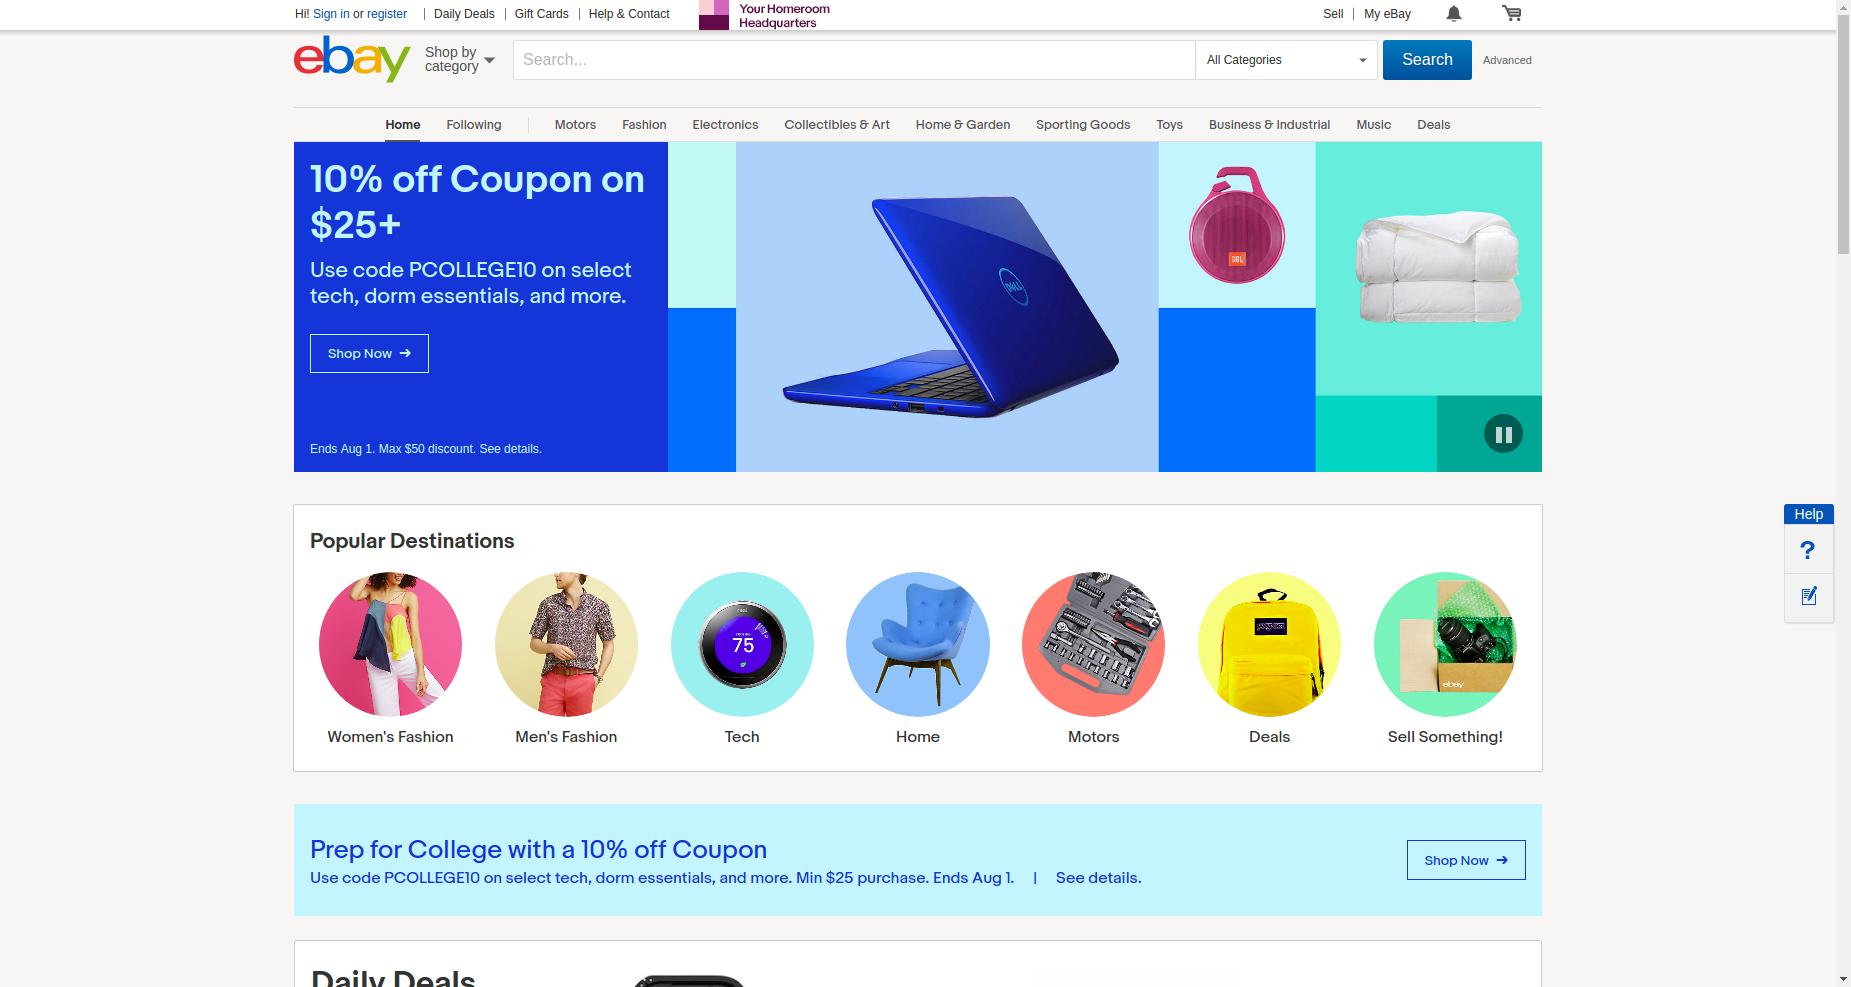 Hi! Sign in or register | Daily Deals | Gift Cards | Help & Contact
Your Homeroom
Headquarters
Sell | My eBay
ebay
Shop by
category
Search...
All Categories
Search
Advanced
Home Following Motors Fashion Electronics Collectibles & Art Home & Garden Sporting Goods Toys Business & Industrial Music Deals
10% off Coupon on
$25+
Use code PCOLLEGE10 on select
tech, dorm essentials, and more.
Shop Now
Ends Aug 1. Max $50 discount. See details.
DELL
JBL
Help
?
Popular Destinations
75
ebay
Women's Fashion
Men's Fashion
Tech
Home
Motors
Deals
Sell Something!
Prep for College with a 10% off Coupon
Use code PCOLLEGE10 on select tech, dorm essentials, and more. Min $25 purchase. Ends Aug 1. | See details.
Shop Now
Daily Deals